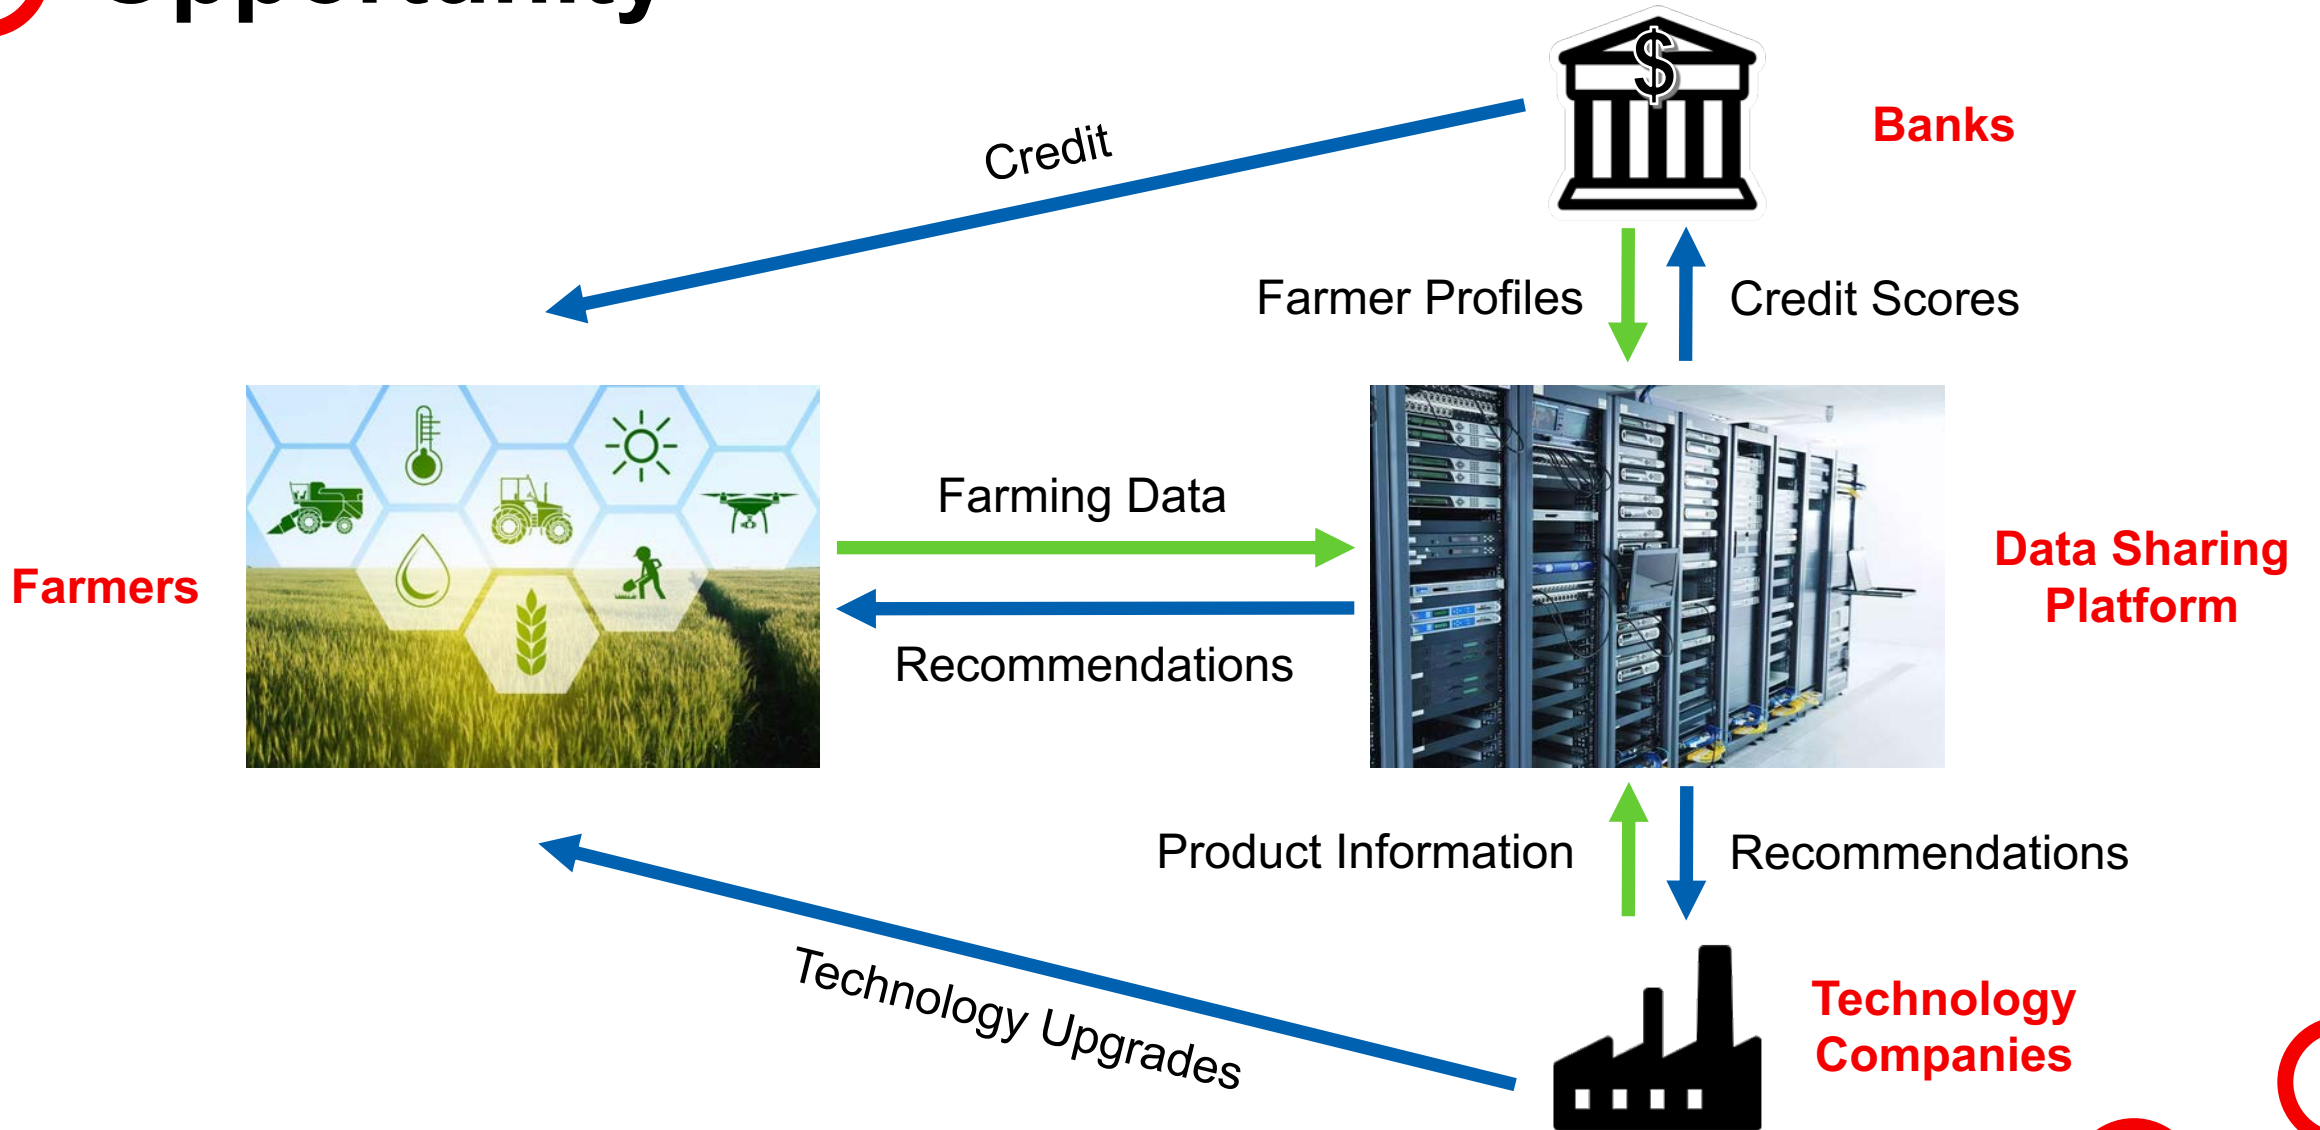 Opportunity
Banks
Credit
Farmer Profiles
Credit Scores
Farming Data
Farmers
Data Sharing
Platform
Recommendations
Product Information
Recommendations
Technology Upgrades
Technology
Companies
$